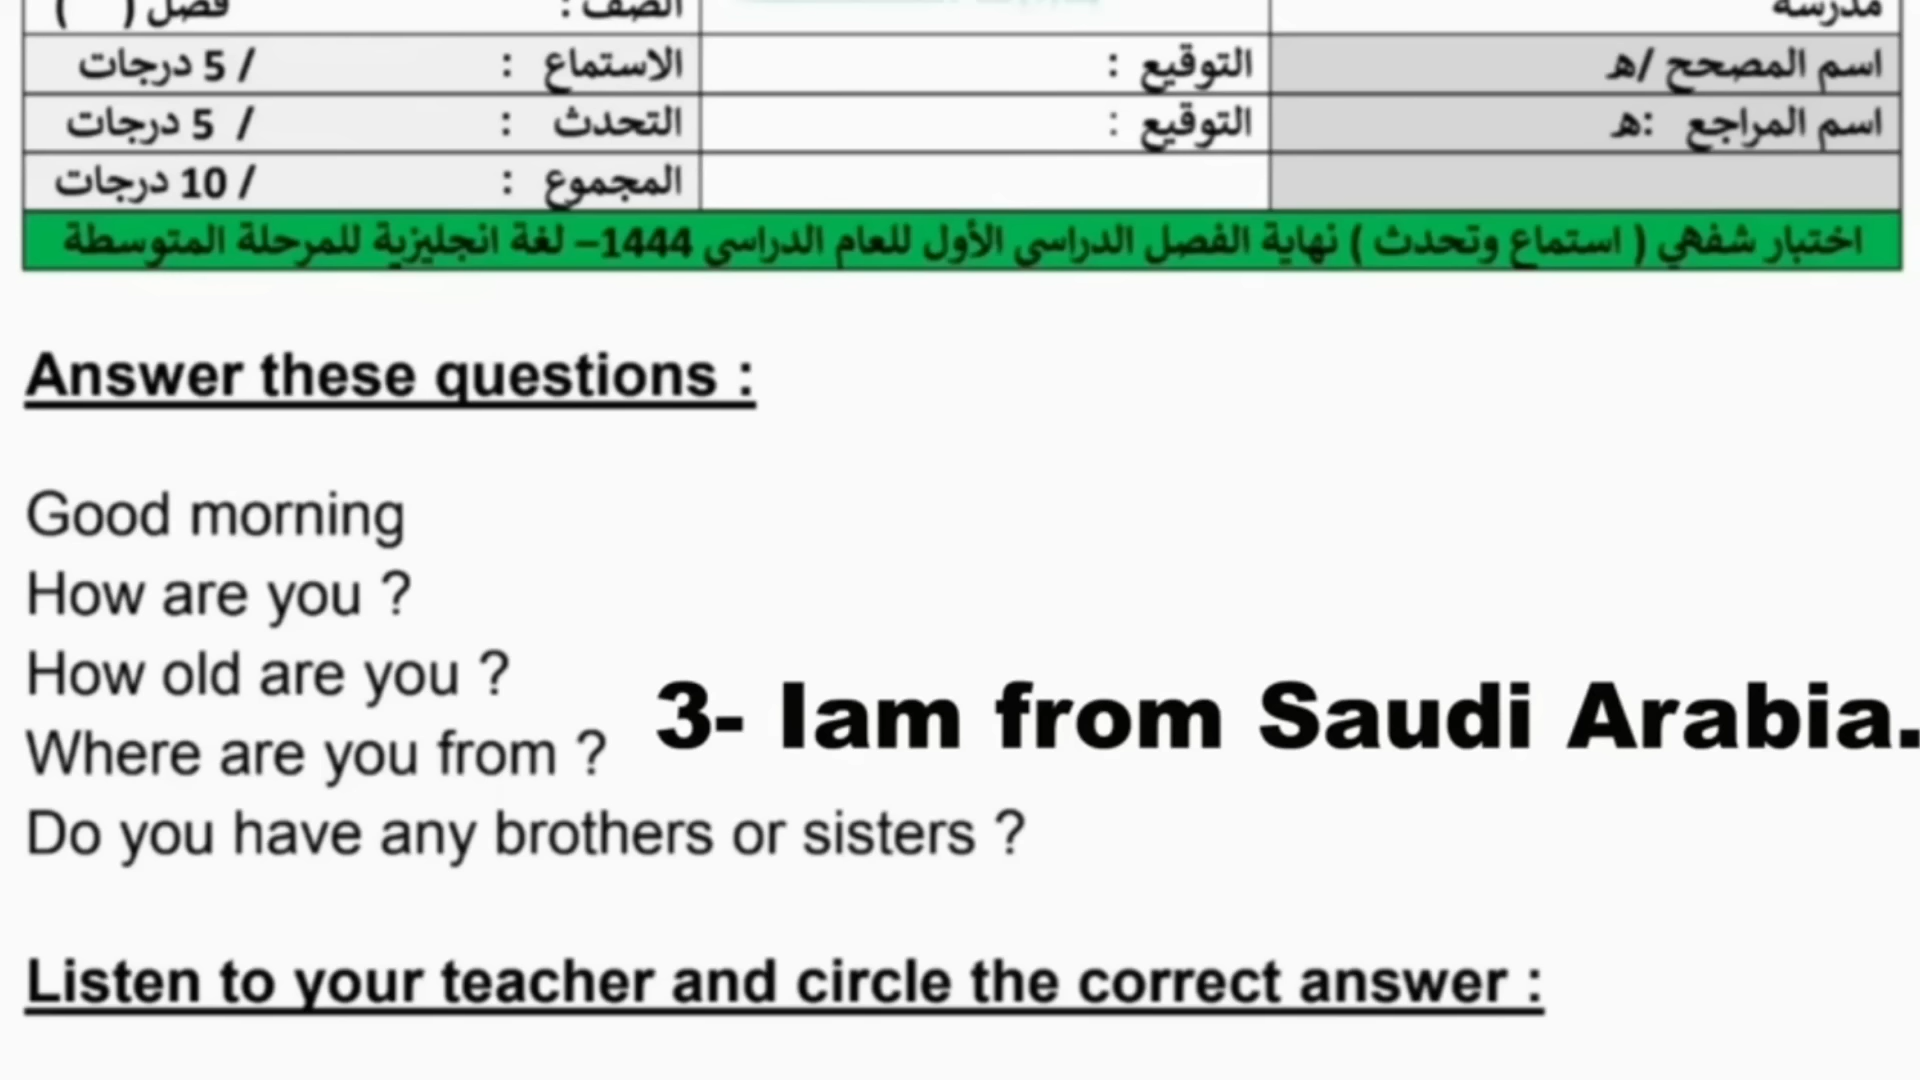 مدرسة
الصف : فصل ( )
اسم المصحح /هـ التوقيع : الاستماع : / 5 درجات
اسم المراجع :هـ التوقيع : التحدث : / 5 درجات
المجموع : / 10 درجات
اختبار شفهي ( استماع وتحدث ) نهاية الفصل الدراسي الأول للعام الدراسي 1444– لغة انجليزية للمرحلة المتوسطة
Answer these questions :
Good morning
How are you ?
How old are you ?
Where are you from ?
3- Iam from Saudi Arabia.
Do you have any brothers or sisters ?
Listen to your teacher and circle the correct answer :